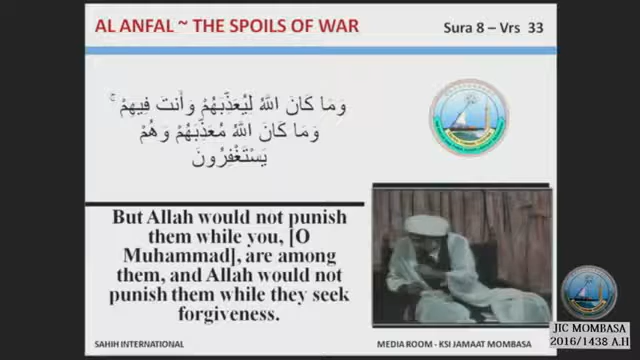 AL ANFAL ~ THE SPOILS OF WAR
Sura 8 – Vrs 33
وَمَا كَانَ اللَّهُ لِيُعَذِّبَهُمْ وَأَنتَ فِيهِمْ ۚ
وَمَا كَانَ اللَّهُ مُعَذِّبَهُمْ وَهُمْ
يَسْتَغْفِرُونَ
But Allah would not punish
them while you, [O
Muhammad], are among
them, and Allah would not
punish them while they seek
forgiveness.
SAHIH INTERNATIONAL
MEDIA ROOM - KSI JAMAAT MOMBASA
JIC MOMBASA
2016/1438 A.H